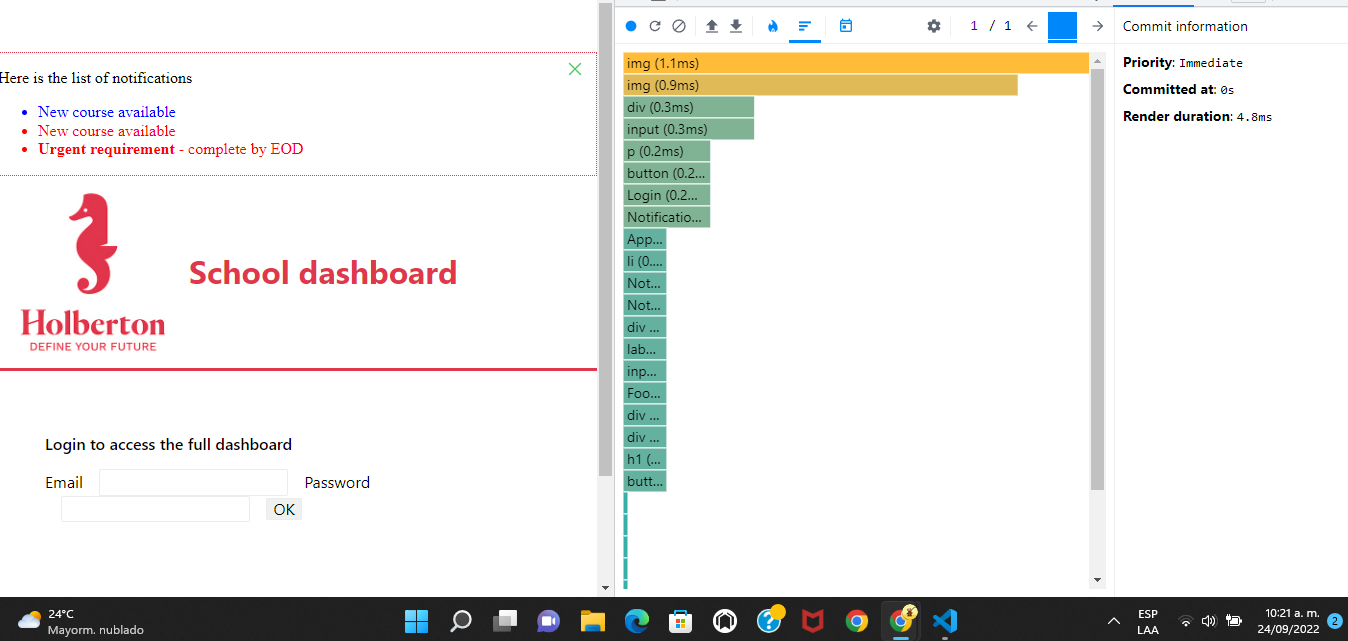 Here is the list of notifications
New course available
New course available
Urgent requirement - complete by EOD
Holberton
DEFINE YOUR FUTURE
School dashboard
Login to access the full dashboard
Email
Password
OK
1 / 1
img (1.1ms)
img (0.9ms)
div (0.3ms)
input (0.3ms)
p (0.2ms)
button (0.2...
Login (0.2...
Notificatio...
App...
li (0....
Not...
Not...
div ...
lab...
inp...
Foo...
div ...
div ...
h1 (...
butt...
Commit information
Priority: Immediate
Committed at: 0s
Render duration: 4.8ms
24°C
Mayorm. nublado
ESP
LAA
10:21 a. m.
24/09/2022
2